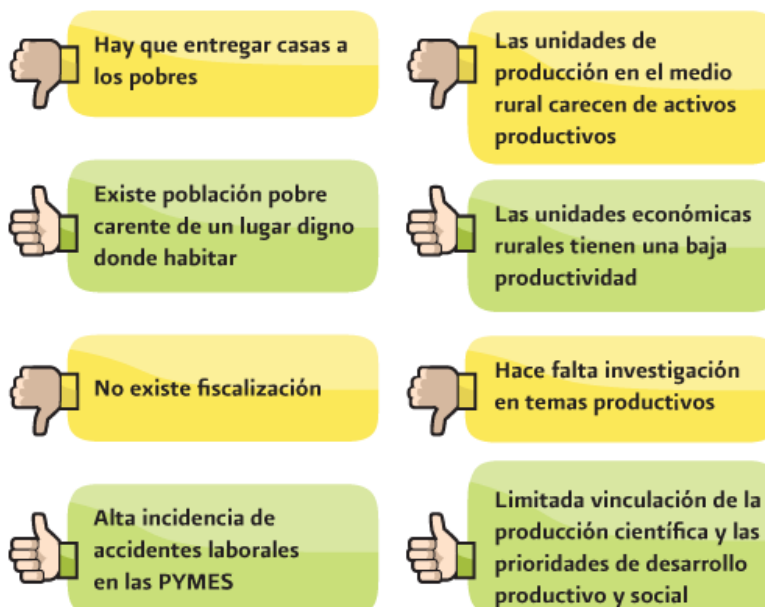 Hay que entregar casas a
los pobres
Las unidades de
producción en el medio
rural carecen de activos
productivos
Existe población pobre
carente de un lugar digno
donde habitar
Las unidades económicas
rurales tienen una baja
productividad
No existe fiscalización
Hace falta investigación
en temas productivos
Alta incidencia de
accidentes laborales
en las PYMES
Limitada vinculación de la
producción científica y las
prioridades de desarrollo
productivo y social